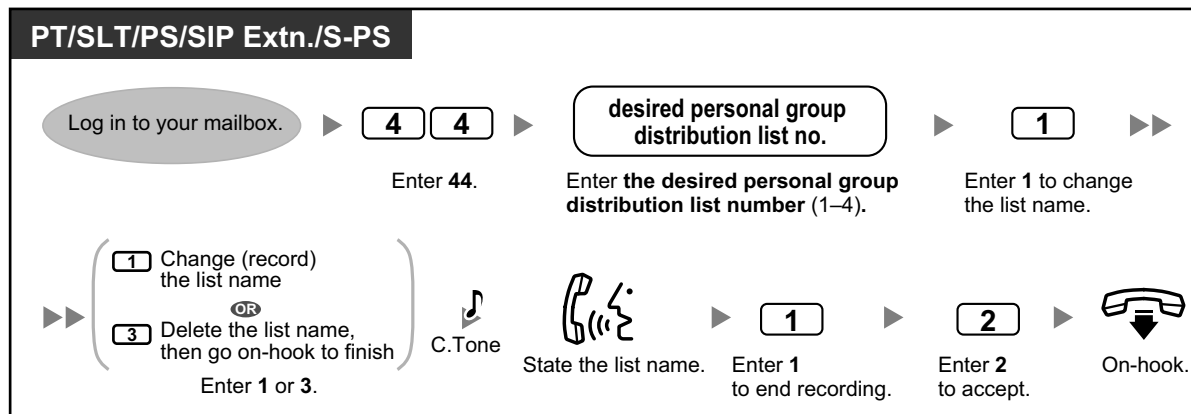 PT/SLT/PS/SIP Extn./S-PS
Log in to your mailbox.
4 4
desired personal group
distribution list no.
1
Enter 44.
Enter the desired personal group
distribution list number (1–4).
Enter 1 to change
the list name.
1 Change (record)
the list name
OR
3 Delete the list name,
then go on-hook to finish
Enter 1 or 3.
C.Tone
State the list name.
1
Enter 1
to end recording.
2
Enter 2
to accept.
On-hook.